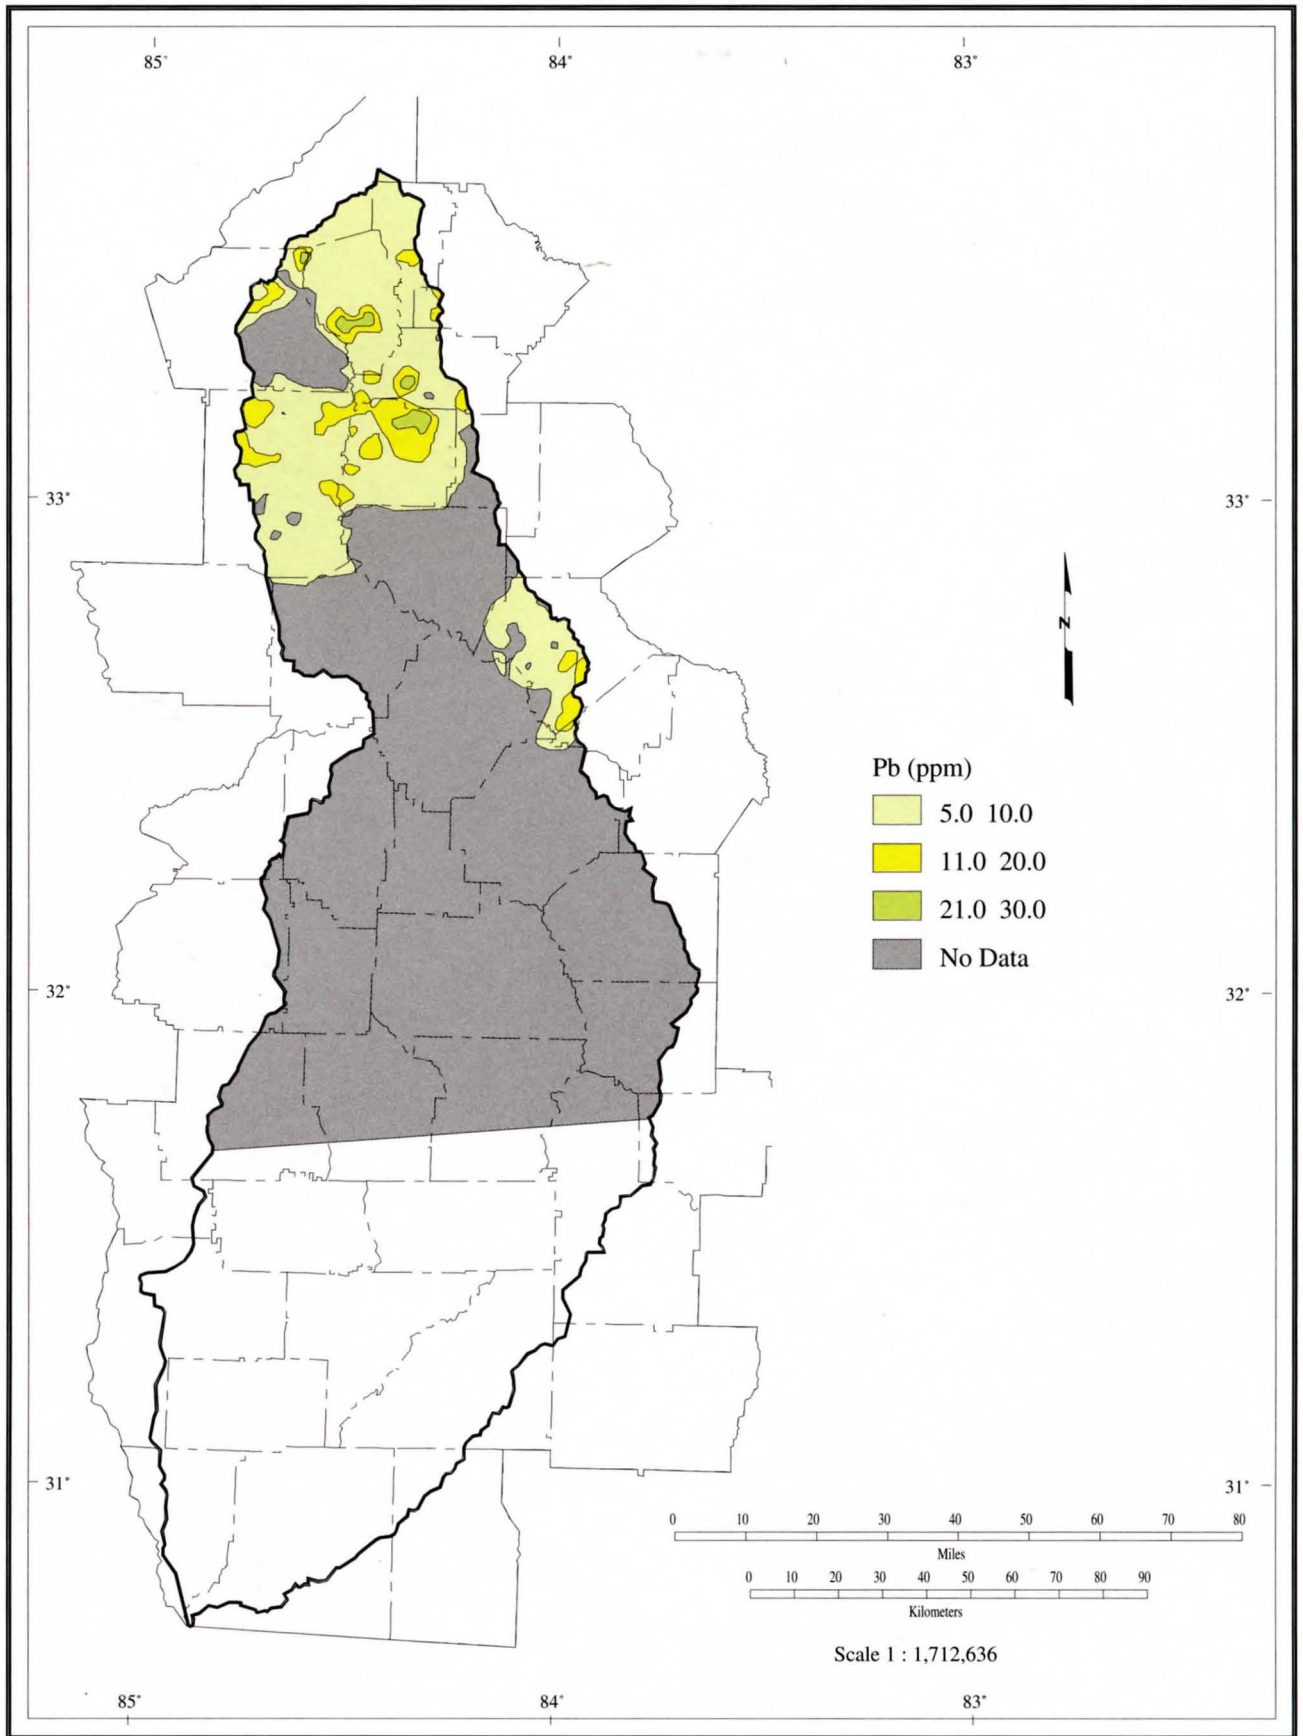 85° 84° 83°
33° 33°
N
Pb (ppm)
5.0 10.0
11.0 20.0
21.0 30.0
No Data
32° 32°
31° 31°
0 10 20 30 40 50 60 70 80
Miles
0 10 20 30 40 50 60 70 80 90
Kilometers
Scale 1 : 1,712,636
85° 84° 83°